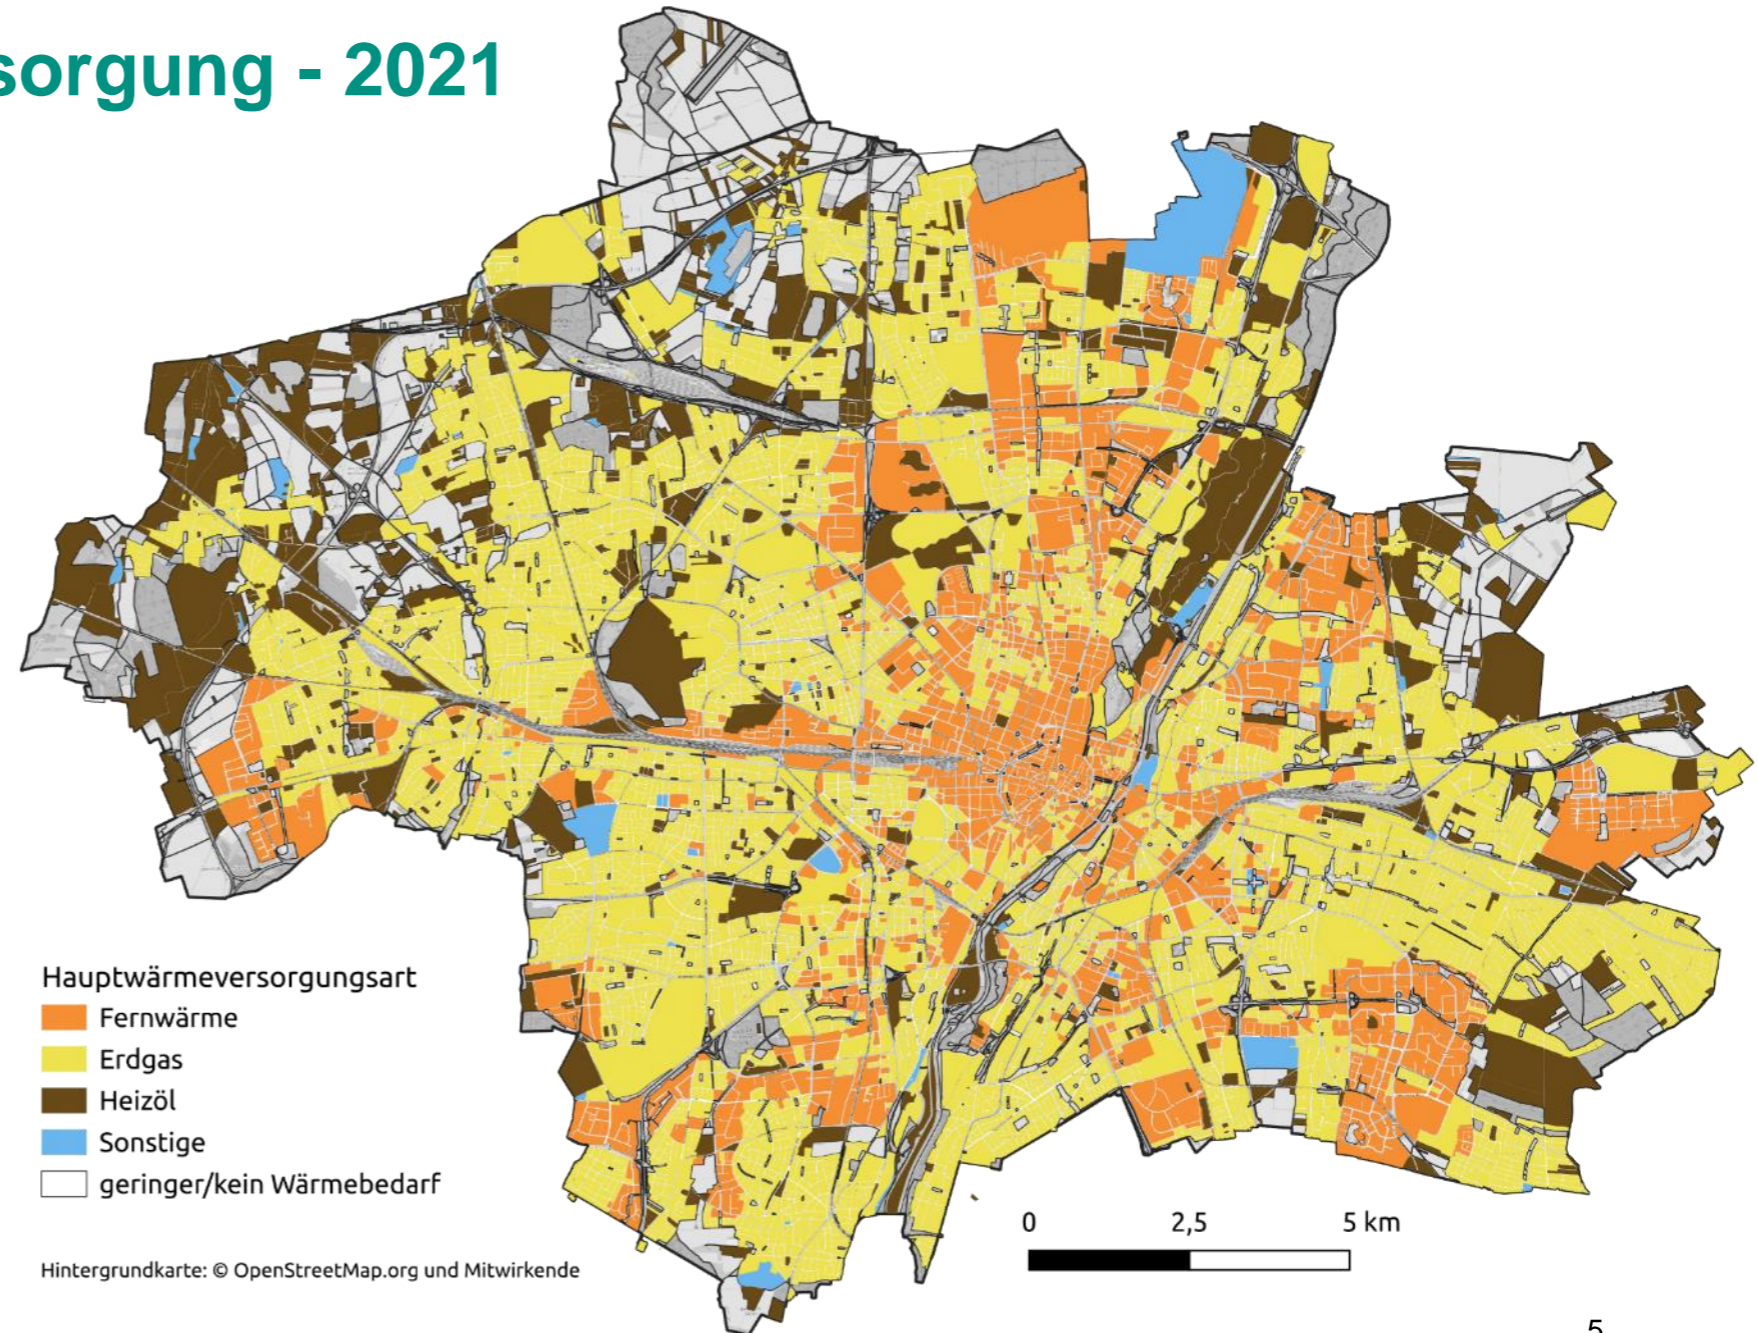 sorgung - 2021
Hauptwärmeversorgungsart
Fernwärme
Erdgas
Heizöl
Sonstige
geringer/kein Wärmebedarf
0 2,5 5 km
Hintergrundkarte: © OpenStreetMap.org und Mitwirkende
5